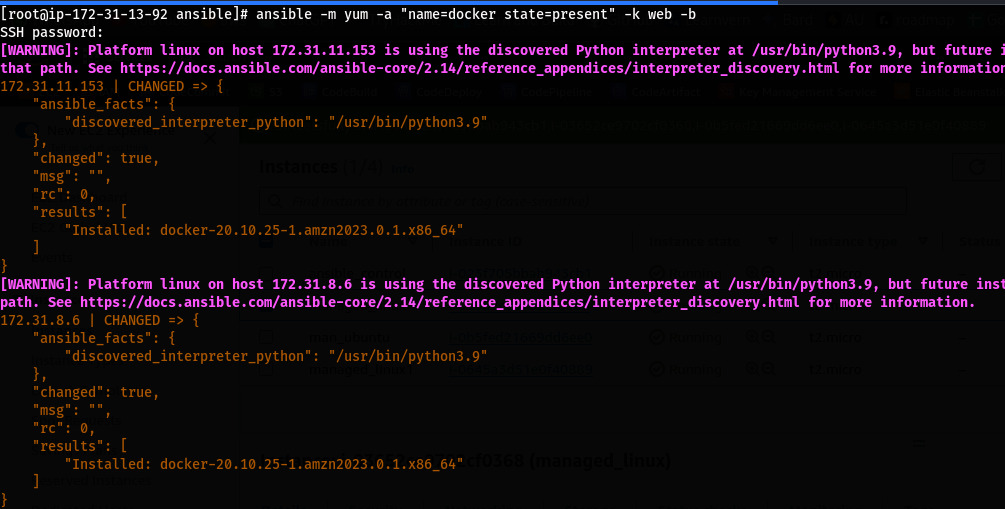 [root@ip-172-31-13-92 ansible]# ansible -m yum -a "name=docker state=present" -k web -b
SSH password:
[WARNING]: Platform linux on host 172.31.11.153 is using the discovered Python interpreter at /usr/bin/python3.9, but future i
that path. See https://docs.ansible.com/ansible-core/2.14/reference_appendices/interpreter_discovery.html for more information
172.31.11.153 | CHANGED => {
    "ansible_facts": {
        "discovered_interpreter_python": "/usr/bin/python3.9"
    },
    "changed": true,
    "msg": "",
    "rc": 0,
    "results": [
        "Installed: docker-20.10.25-1.amzn2023.0.1.x86_64"
    ]
}
[WARNING]: Platform linux on host 172.31.8.6 is using the discovered Python interpreter at /usr/bin/python3.9, but future inst
path. See https://docs.ansible.com/ansible-core/2.14/reference_appendices/interpreter_discovery.html for more information.
172.31.8.6 | CHANGED => {
    "ansible_facts": {
        "discovered_interpreter_python": "/usr/bin/python3.9"
    },
    "changed": true,
    "msg": "",
    "rc": 0,
    "results": [
        "Installed: docker-20.10.25-1.amzn2023.0.1.x86_64"
    ]
}